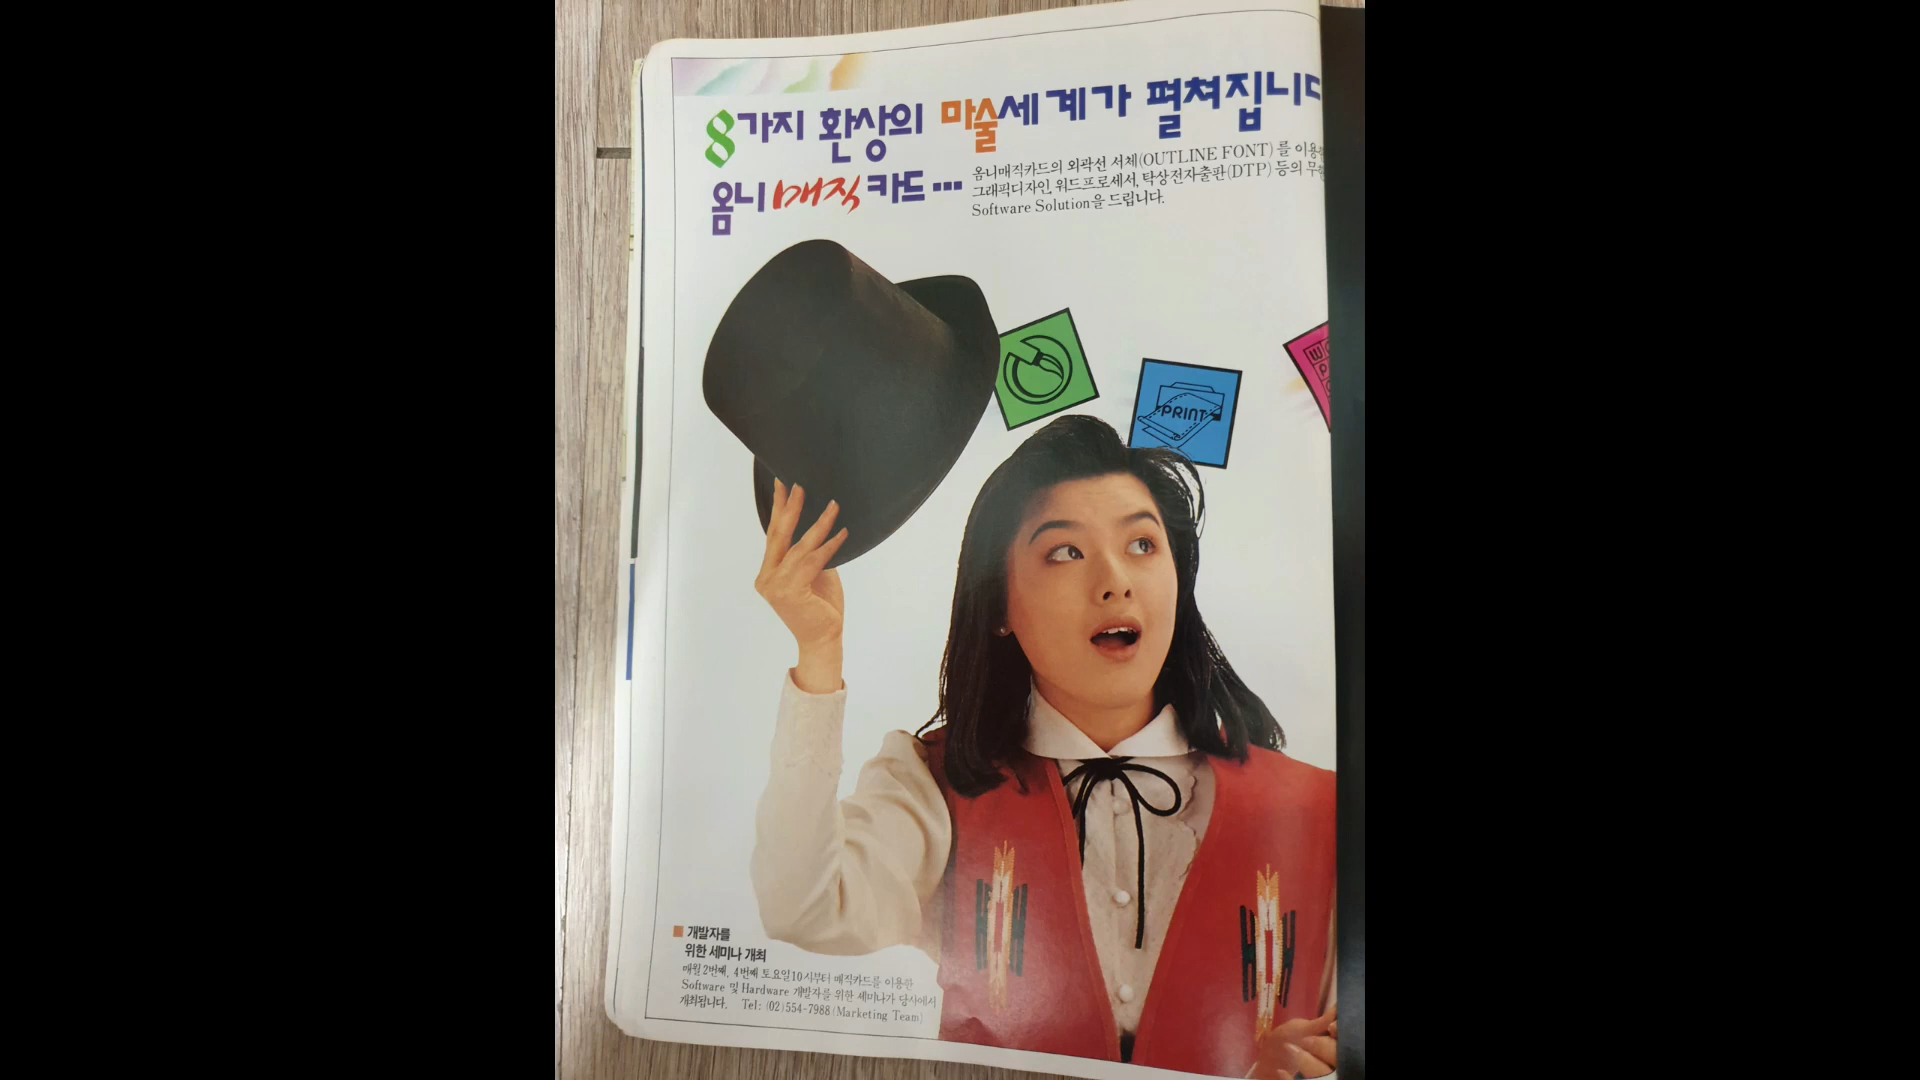 8가지 환상의 마술세계가 펼쳐집니다
옴니매직카드의 외곽선 서체(OUTLINE FONT)를
그래픽디자인, 워드프로세서, 탁상전자출판(DTP) 등의
Software Solution을 드립니다.
옴니 매직 카드...
PRINT
■ 개발자를
위한 세미나 개최
매월 2번째, 4번째 토요일 10시부터 매직카드를 이용한
Software 및 Hardware 개발자를 위한 세미나가 당사에서
개최됩니다. Tel: (02)554-7988 (Marketing Team)